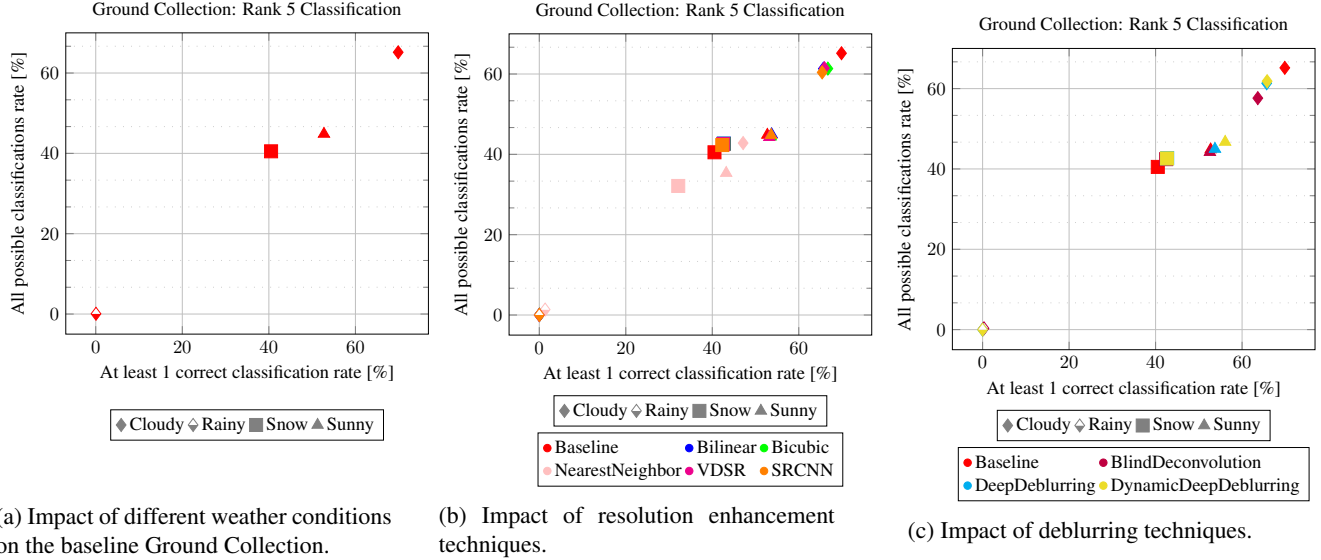 Ground Collection: Rank 5 Classification
All possible classifications rate [%]
60
40
20
0
0 20 40 60
At least 1 correct classification rate [%]
Cloudy Rainy Snow Sunny
(a) Impact of different weather conditions
on the baseline Ground Collection.
Ground Collection: Rank 5 Classification
All possible classifications rate [%]
60
40
20
0
0 20 40 60
At least 1 correct classification rate [%]
Cloudy Rainy Snow Sunny
Baseline Bilinear Bicubic
NearestNeighbor VDSR SRCNN
(b) Impact of resolution enhancement
techniques.
Ground Collection: Rank 5 Classification
All possible classifications rate [%]
60
40
20
0
0 20 40 60
At least 1 correct classification rate [%]
Cloudy Rainy Snow Sunny
Baseline BlindDeconvolution
DeepDeblurring DynamicDeepDeblurring
(c) Impact of deblurring techniques.